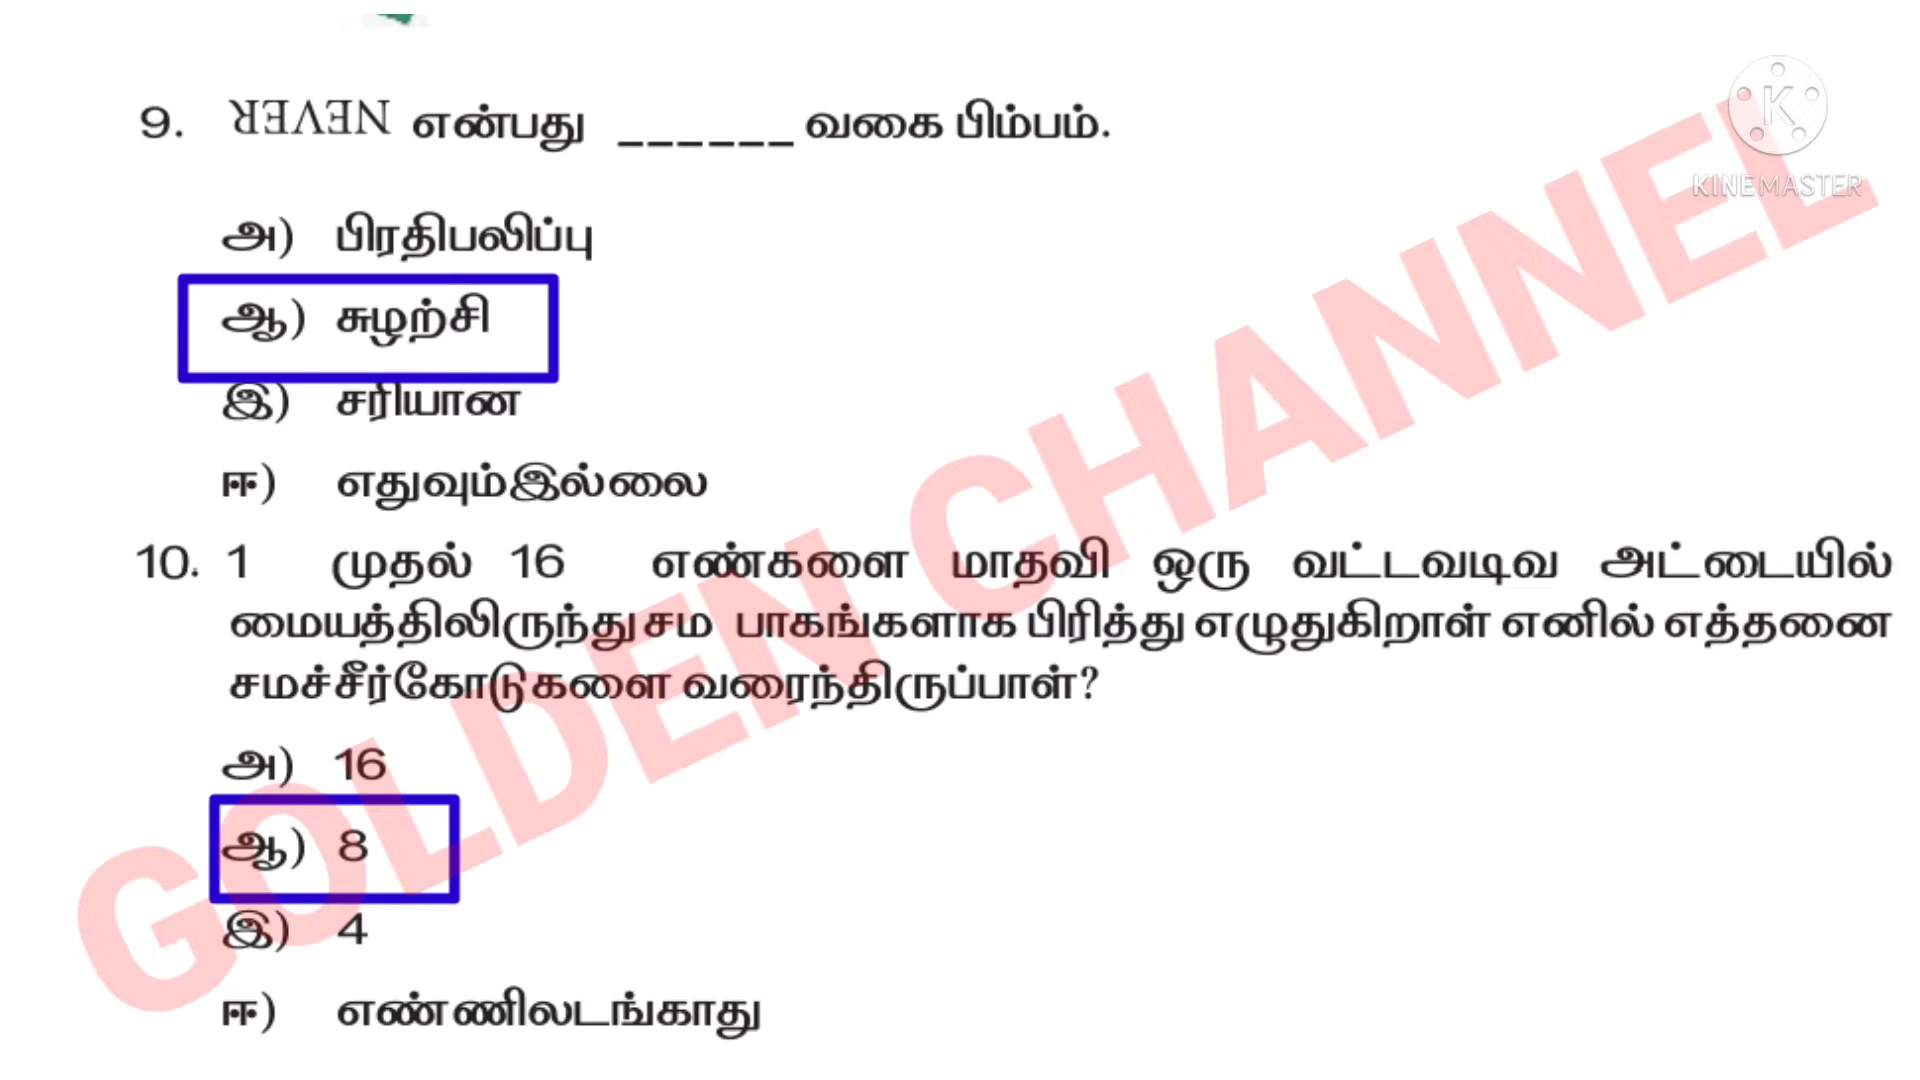 9. ꓤƎɅƎN என்பது ______ வகை பிம்பம்.
KINEMASTER
அ) பிரதிபலிப்பு
ஆ) சுழற்சி
இ) சரியான
ஈ) எதுவும்இல்லை
10. 1 முதல் 16 எண்களை மாதவி ஒரு வட்டவடிவ அட்டையில்
மையத்திலிருந்து சம பாகங்களாக பிரித்து எழுதுகிறாள் எனில் எத்தனை
சமச்சீர்கோடுகளை வரைந்திருப்பாள்?
அ) 16
ஆ) 8
இ) 4
ஈ) எண்ணிலடங்காது
GOLDEN CHANNEL